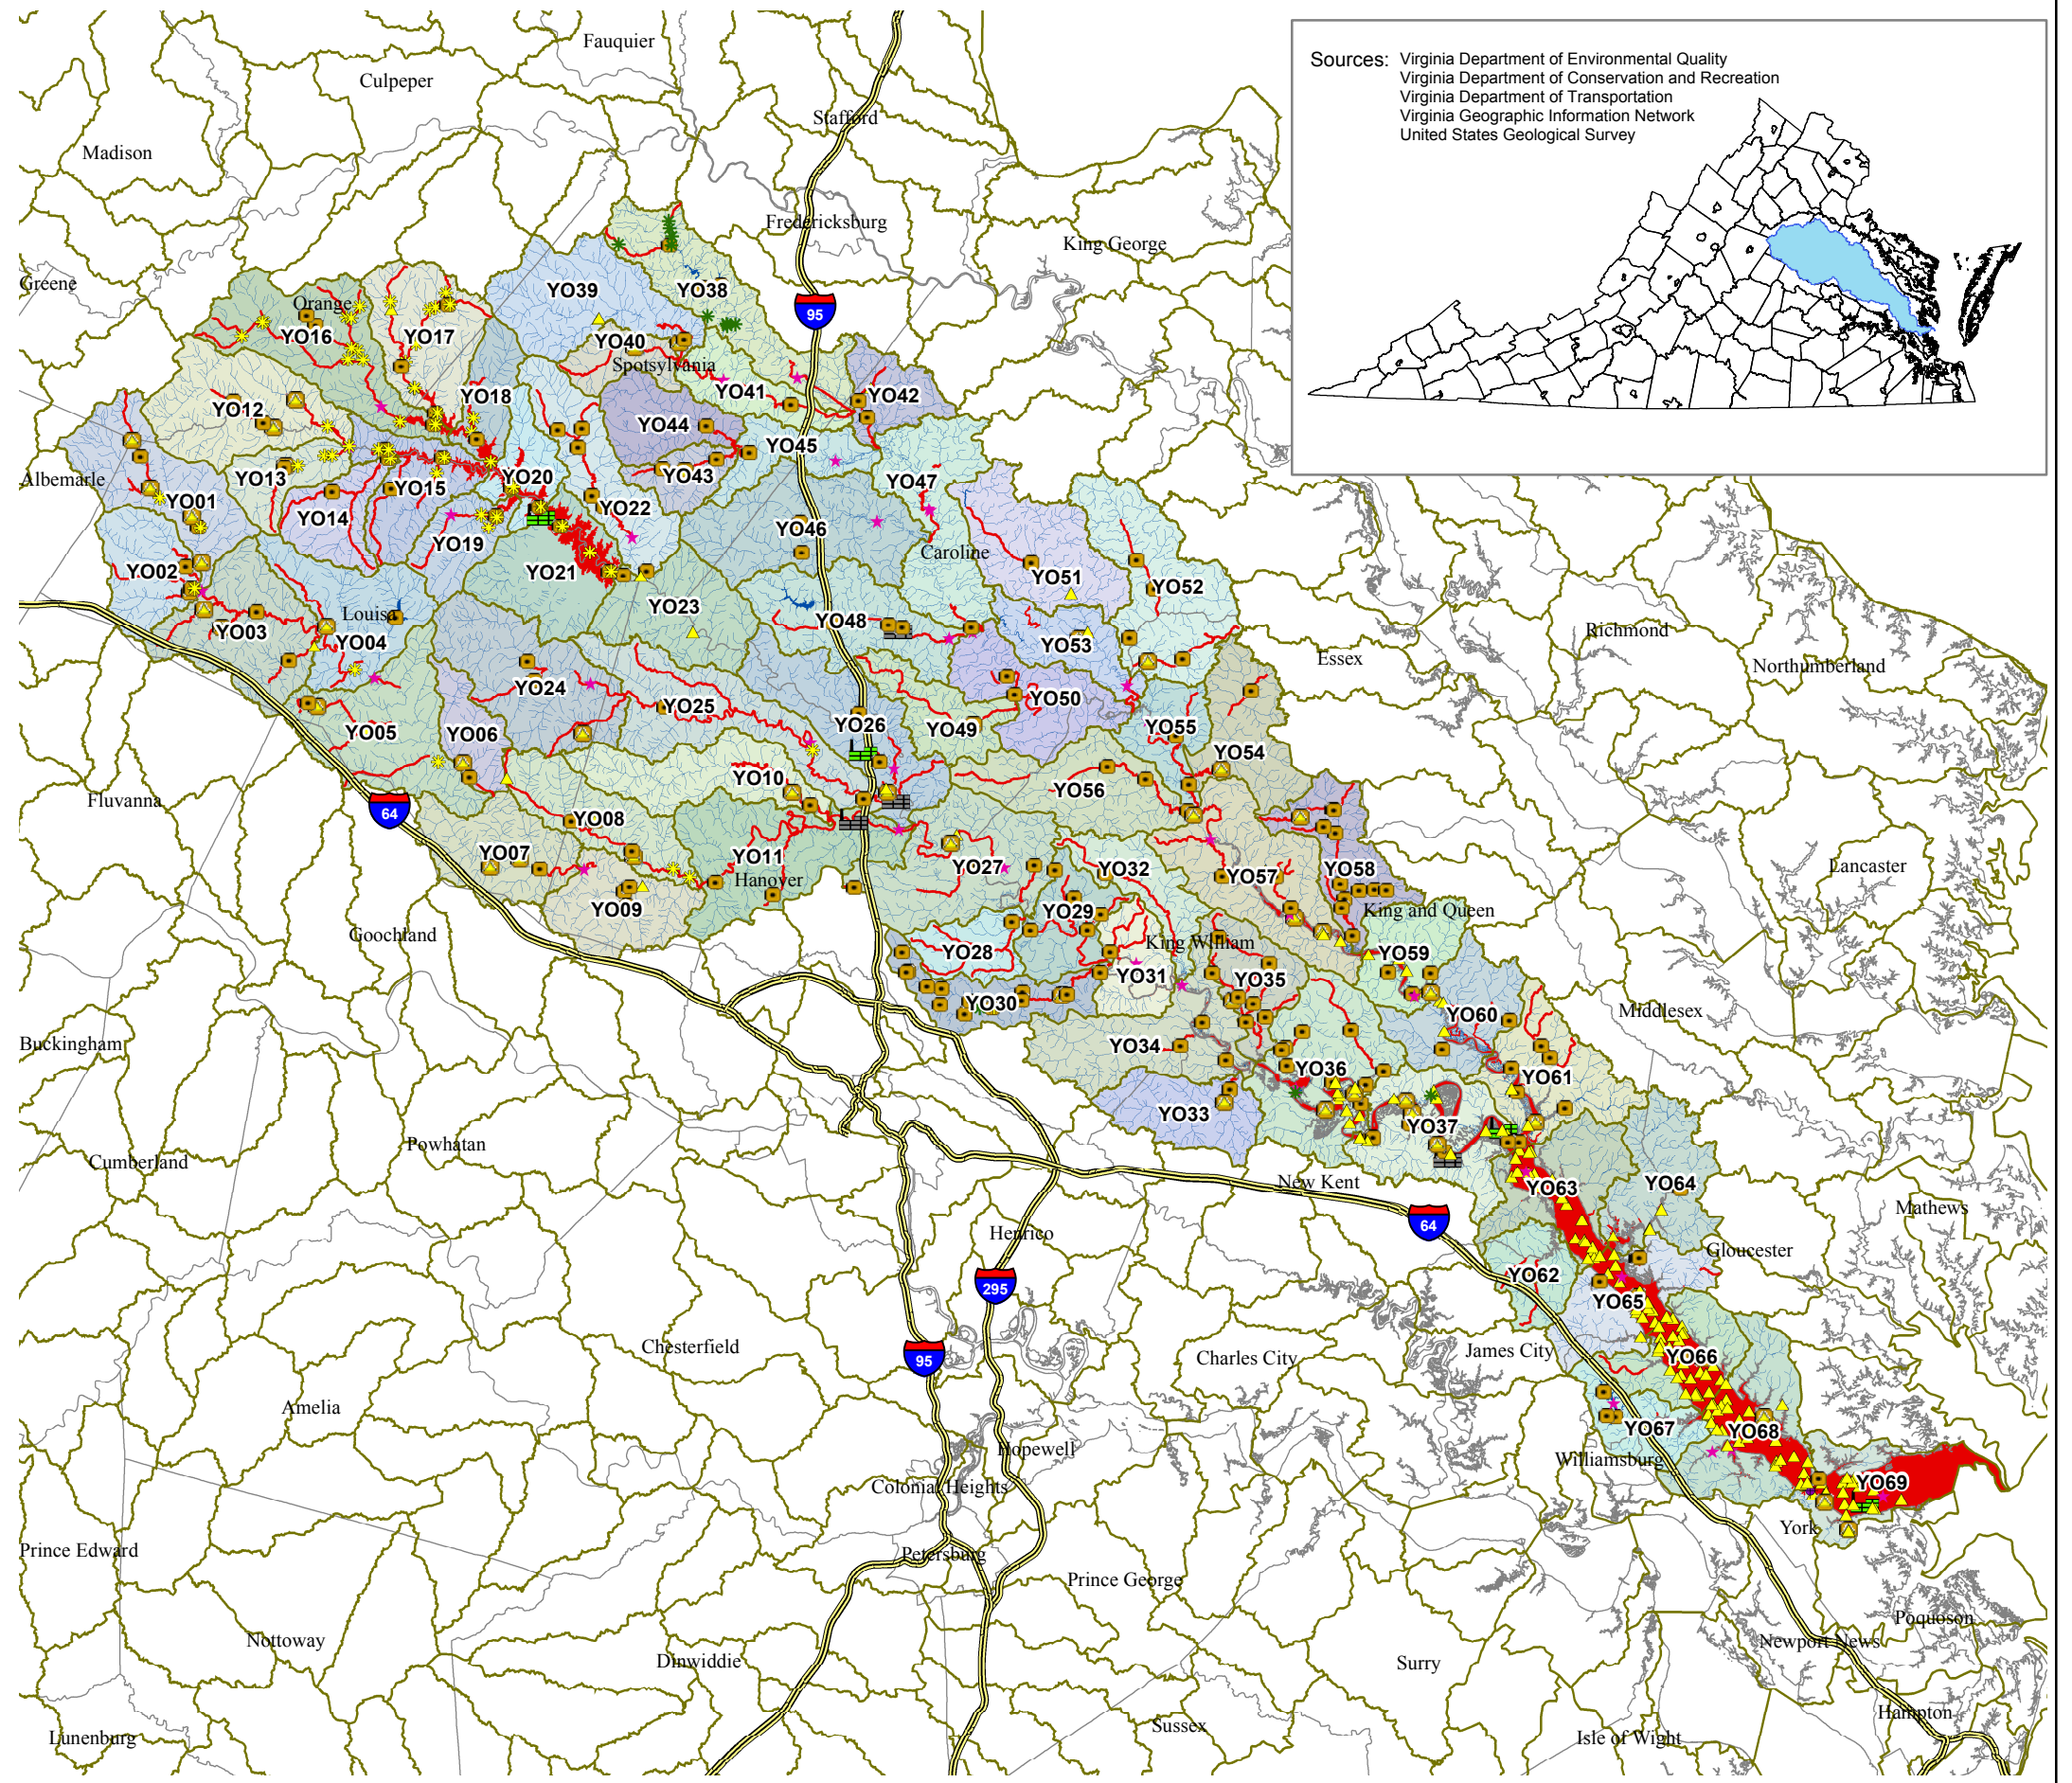 Fauquier
Sources: Virginia Department of Environmental Quality
Virginia Department of Conservation and Recreation
Virginia Department of Transportation
Virginia Geographic Information Network
United States Geological Survey
Culpeper
Stafford
Madison
Fredericksburg
King George
Greene
YO39
YO38
Orange
95
YO16
YO17
YO40
Spotsylvania
YO18
YO41
YO42
YO12
YO44
YO45
Albemarle
YO13
YO20
YO43
YO47
YO01
YO15
YO14
YO22
YO46
YO19
Caroline
YO02
YO21
YO51
YO52
YO23
Louisa
YO48
YO03
YO04
YO53
Richmond
Essex
Northumberland
YO24
YO50
YO25
YO05
YO06
YO26
YO49
YO55
YO54
YO10
YO56
Fluvanna
64
YO08
YO07
YO11
YO27
YO32
YO57
YO58
Lancaster
Hanover
YO09
YO29
King and Queen
Goochland
YO28
King William
YO59
YO31
YO35
YO30
YO60
Middlesex
Buckingham
YO34
YO36
YO61
YO33
YO37
Powhatan
Cumberland
New Kent
YO63
YO64
Mathews
64
Henrico
Gloucester
YO62
295
YO65
Chesterfield
95
Charles City
James City
YO66
Amelia
YO67
YO68
Hopewell
Williamsburg
Colonial Heights
YO69
York
Prince Edward
Petersburg
Prince George
Poquoson
Nottoway
Newport News
Dinwiddie
Surry
Hampton
Sussex
Lunenburg
Isle of Wight